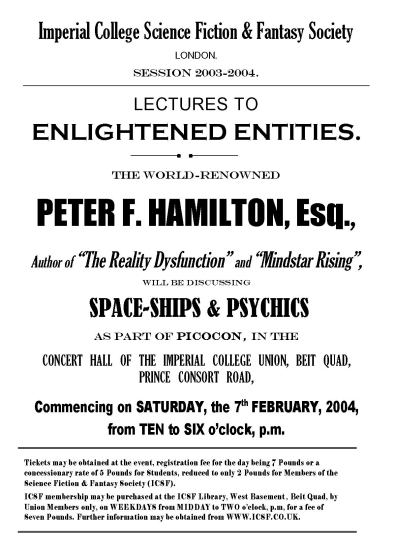 Imperial College Science Fiction & Fantasy Society
LONDON.
SESSION 2003-2004.
LECTURES TO
ENLIGHTENED ENTITIES.
THE WORLD-RENOWNED
PETER F. HAMILTON, Esq.,
Author of "The Reality Dysfunction" and "Mindstar Rising",
WILL BE DISCUSSING
SPACE-SHIPS & PSYCHICS
AS PART OF PICOCON, IN THE
CONCERT HALL OF THE IMPERIAL COLLEGE UNION, BEIT QUAD,
PRINCE CONSORT ROAD,
Commencing on SATURDAY, the 7th FEBRUARY, 2004,
from TEN to SIX o'clock, p.m.
Tickets may be obtained at the event, registration fee for the day being 7 Pounds or a
concessionary rate of 5 Pounds for Students, reduced to only 2 Pounds for Members of the
Science Fiction & Fantasy Society (ICSF).
ICSF membership may be purchased at the ICSF Library, West Basement, Beit Quad, by
Union Members only, on WEEKDAYS from MIDDAY to TWO o'clock, p.m, for a fee of
Seven Pounds. Further information may be obtained from WWW.ICSF.CO.UK.